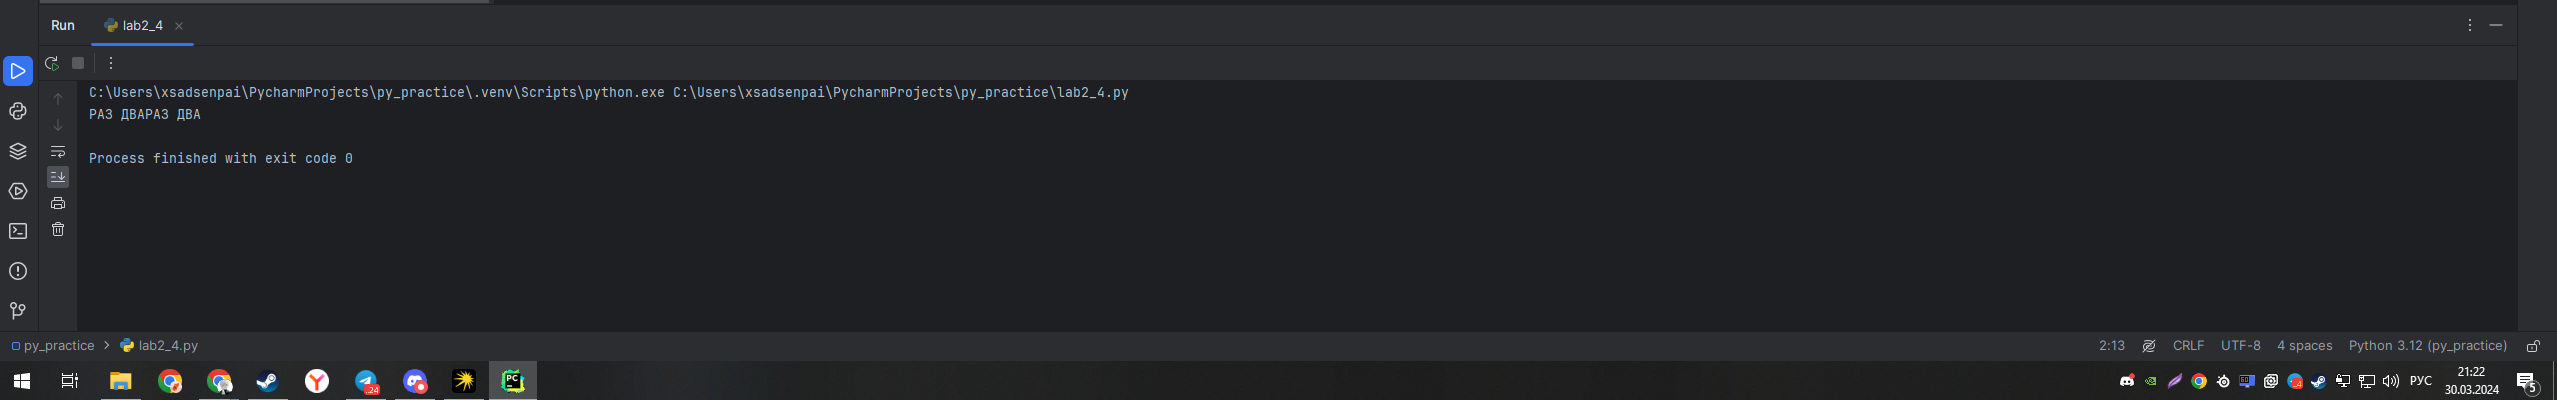 Run lab2_4
C:\Users\xsadsenpai\PycharmProjects\py_practice\.venv\Scripts\python.exe C:\Users\xsadsenpai\PycharmProjects\py_practice\lab2_4.py
РАЗ ДВАРАЗ ДВА
Process finished with exit code 0
py_practice > lab2_4.py 2:13 CRLF UTF-8 4 spaces Python 3.12 (py_practice)
24 PC РУС 21:22
30.03.2024 5